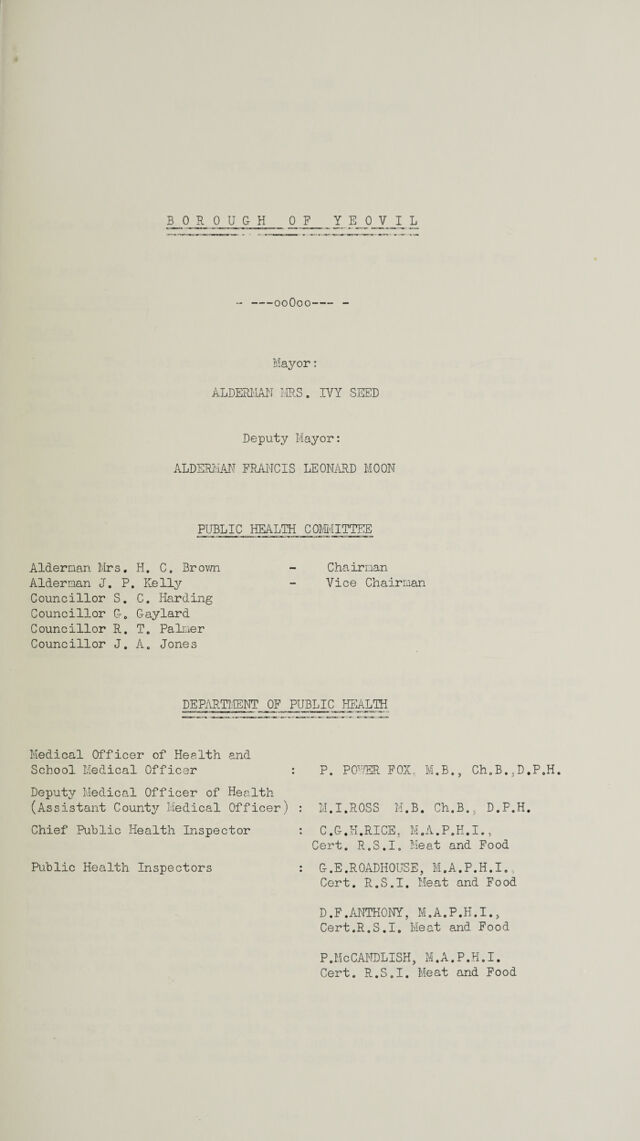 BOROUGH OF YEOVIL
- ---ooOoo--- -
Mayor:
ALDERMAN MRS. IVY SEED
Deputy Mayor:
ALDERMAN FRANCIS LEONARD MOON
PUBLIC HEALTH COMMITTEE
Alderman Mrs. H. C. Brown - Chairman
Alderman J. P. Kelly - Vice Chairman
Councillor S. C. Harding
Councillor G. Gaylard
Councillor R. T. Palmer
Councillor J. A. Jones
DEPARTMENT OF PUBLIC HEALTH
Medical Officer of Health and
School Medical Officer : P. POWER FOX, M.B., Ch.B.,D.P.H.
Deputy Medical Officer of Health
(Assistant County Medical Officer) : M.I.ROSS M.B. Ch.B., D.P.H.
Chief Public Health Inspector : C.G.H.RICE, M.A.P.H.I.,
Cert. R.S.I. Meat and Food
Public Health Inspectors : G.E.ROADHOUSE, M.A.P.H.I.,
Cert. R.S.I. Meat and Food
D.F.ANTHONY, M.A.P.H.I.,
Cert.R.S.I. Meat and Food
P.McCANDLISH, M.A.P.H.I.
Cert. R.S.I. Meat and Food